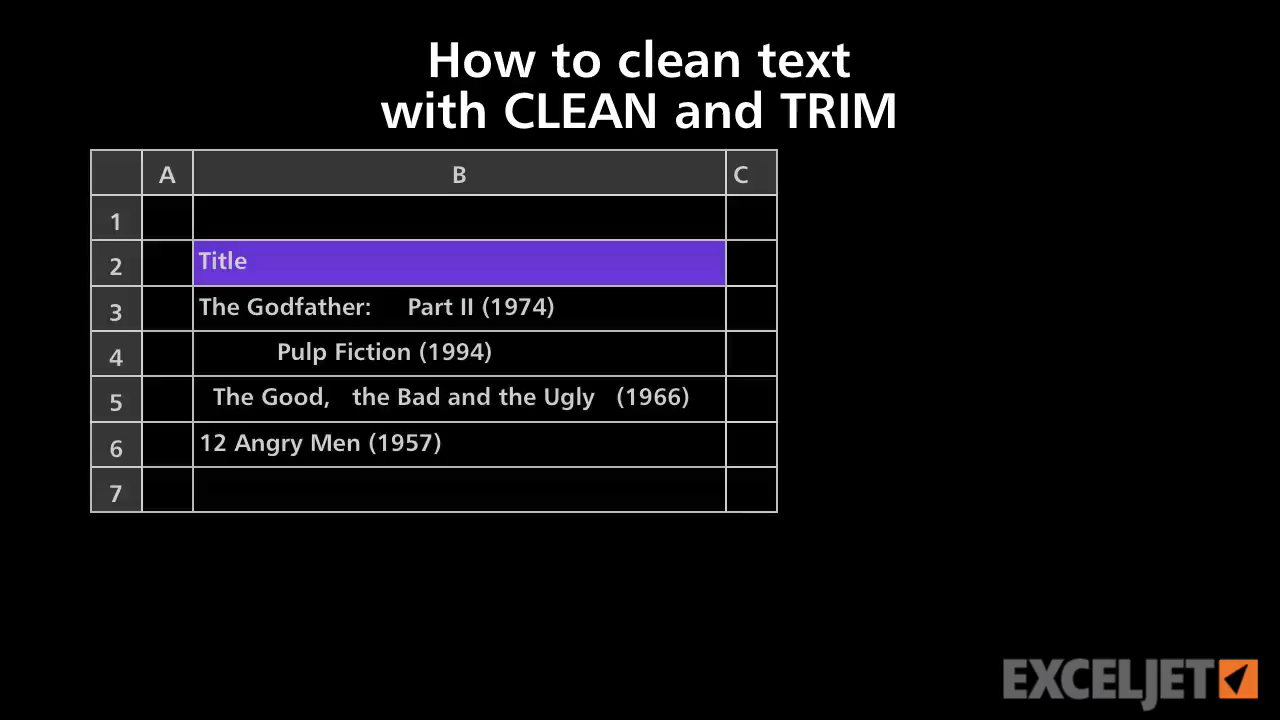 How to clean text
with CLEAN and TRIM
A B C
1
2 Title
3 The Godfather:     Part II (1974)
4           Pulp Fiction (1994)
5   The Good,   the Bad and the Ugly   (1966)
6 12 Angry Men (1957)
7
EXCELJET